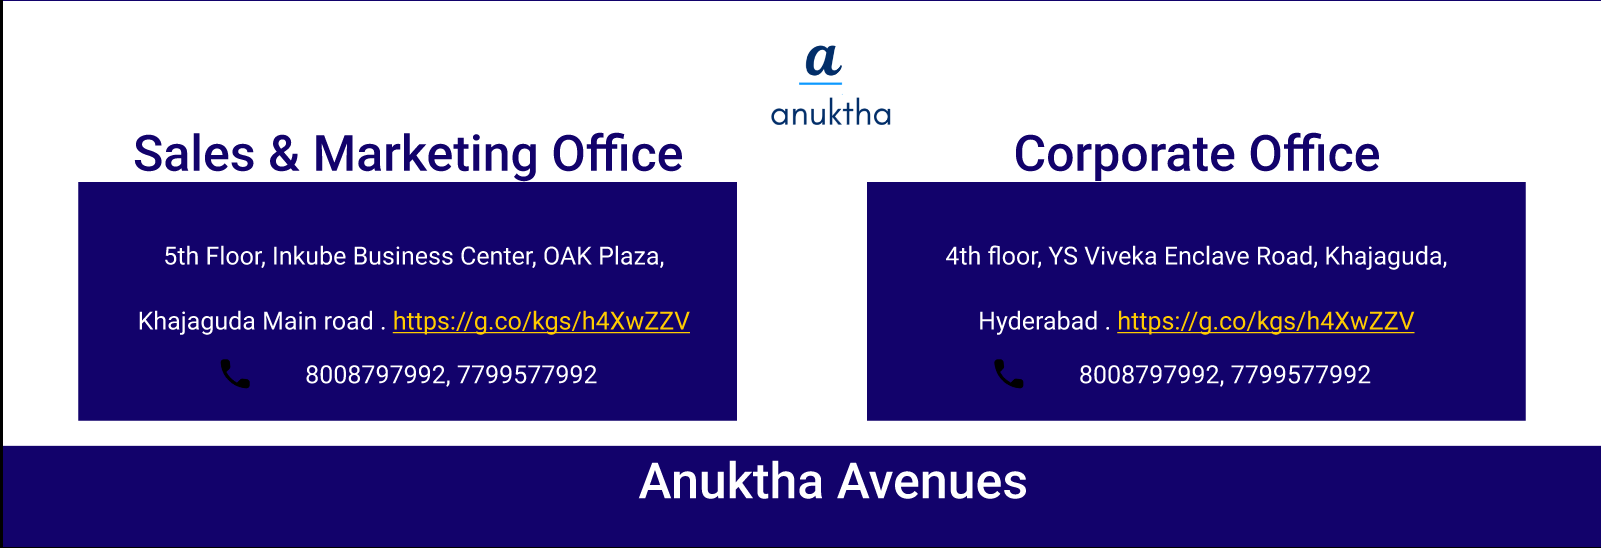 a
anuktha
Sales & Marketing Office
5th Floor, Inkube Business Center, OAK Plaza,
Khajaguda Main road . https://g.co/kgs/h4XwZZV
8008797992, 7799577992
Corporate Office
4th floor, YS Viveka Enclave Road, Khajaguda,
Hyderabad . https://g.co/kgs/h4XwZZV
8008797992, 7799577992
Anuktha Avenues